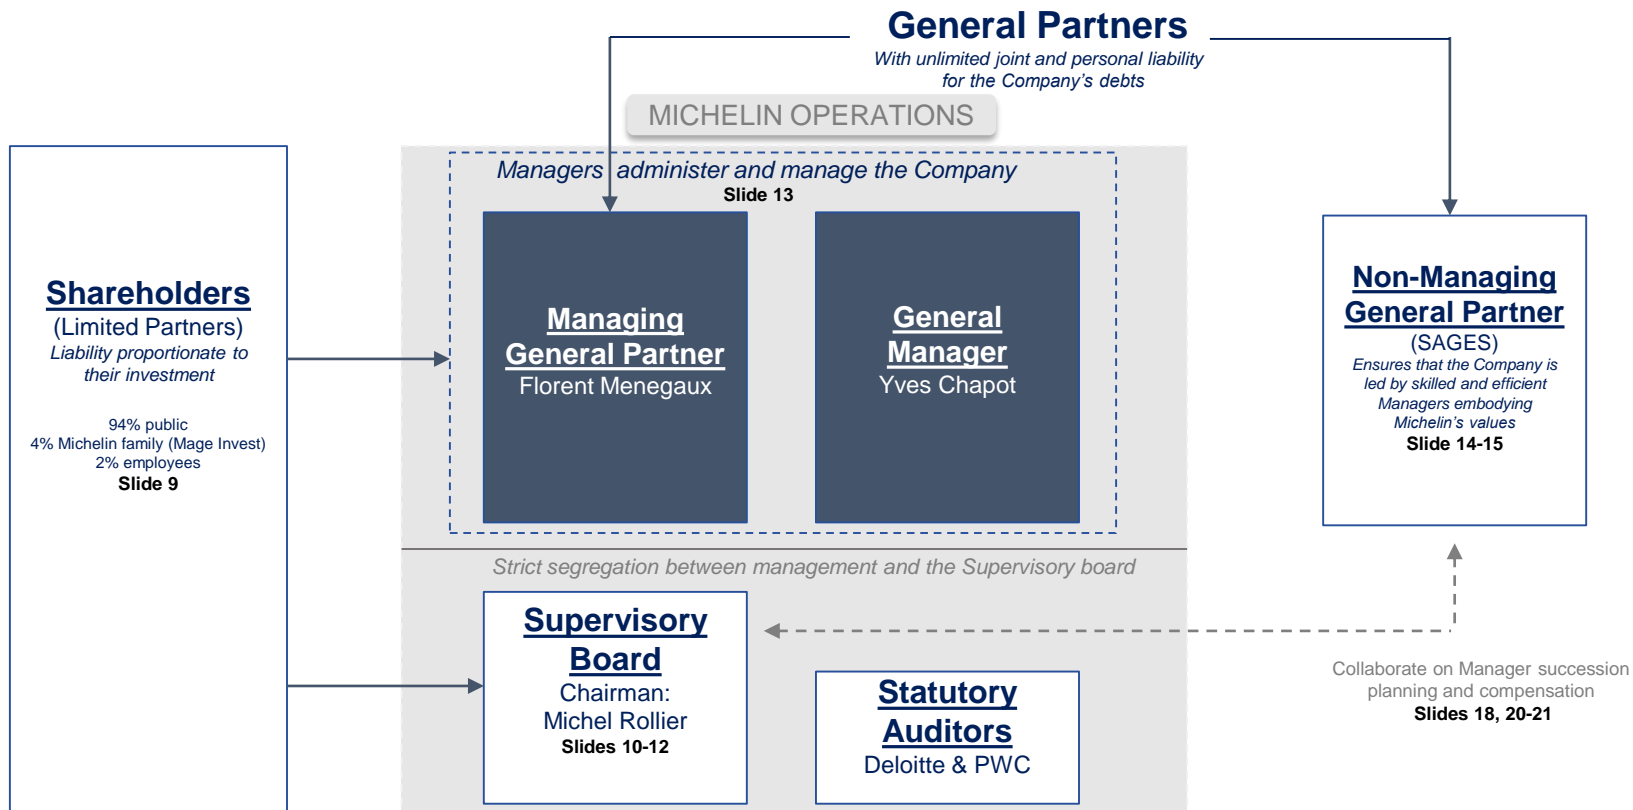 General Partners
With unlimited joint and personal liability
for the Company's debts
MICHELIN OPERATIONS
Managers administer and manage the Company
Slide 13
Shareholders
(Limited Partners)
Liability proportionate to
their investment
94% public
4% Michelin family (Mage Invest)
2% employees
Slide 9
Managing
General Partner
Florent Menegaux
General
Manager
Yves Chapot
Non-Managing
General Partner
(SAGES)
Ensures that the Company is
led by skilled and efficient
Managers embodying
Michelin's values
Slide 14-15
Strict segregation between management and the Supervisory board
Supervisory
Board
Chairman:
Michel Rollier
Slides 10-12
Statutory
Auditors
Deloitte & PWC
Collaborate on Manager succession
planning and compensation
Slides 18, 20-21